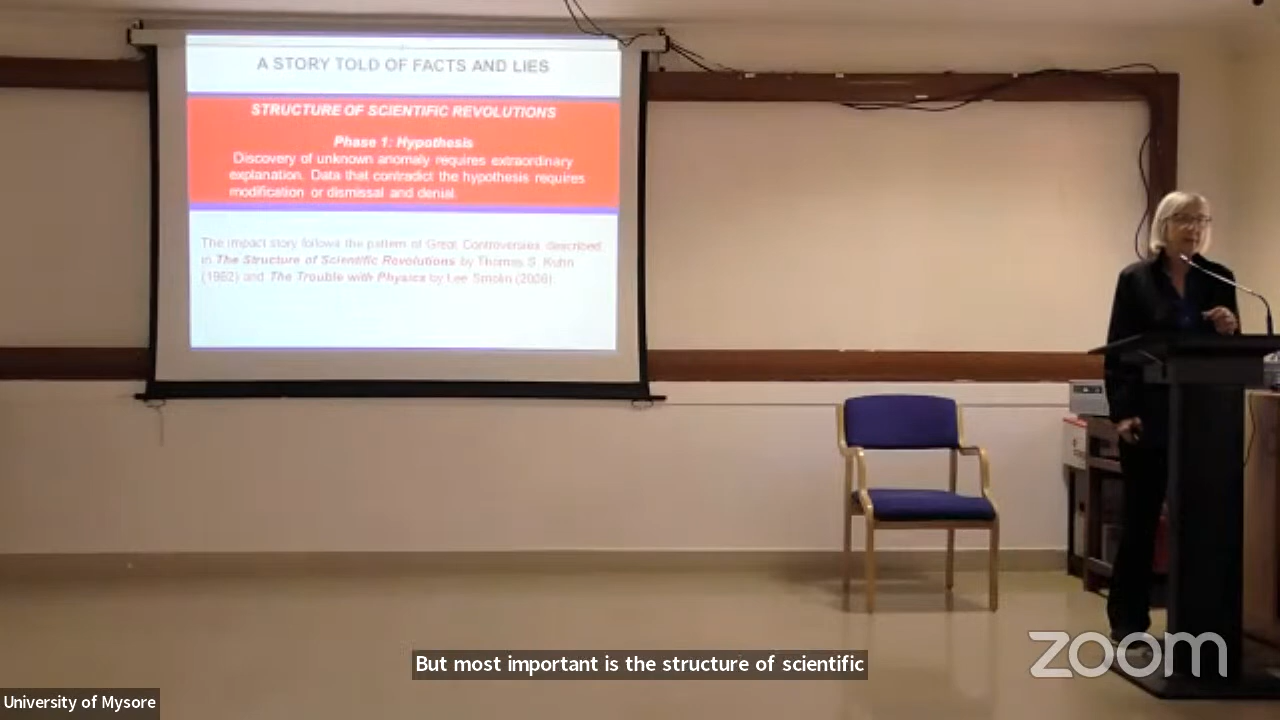 A STORY TOLD OF FACTS AND LIES
STRUCTURE OF SCIENTIFIC REVOLUTIONS
Phase 1: Hypothesis
Discovery of unknown anomaly requires extraordinary
explanation. Data that contradict the hypothesis requires
modification or dismissal and denial.
The impact story follows the pattern of Great Controversies described
in The Structure of Scientific Revolutions by Thomas S. Kuhn
(1962) and The Trouble with Physics by Lee Smolin (2006).
But most important is the structure of scientific
zoom
University of Mysore